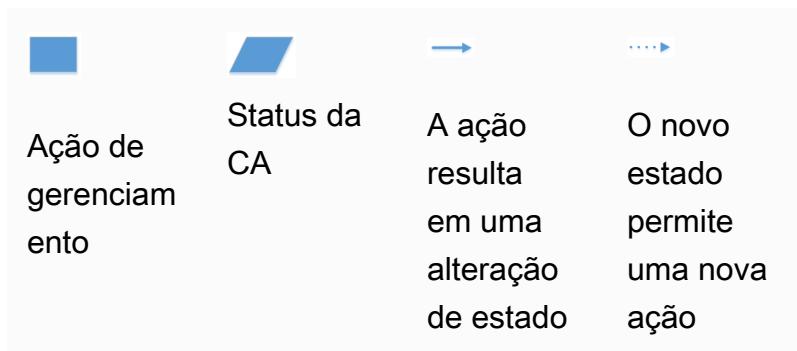 Ação de
gerenciam
ento
Status da
CA
A ação
resulta
em uma
alteração
de estado
O novo
estado
permite
uma nova
ação